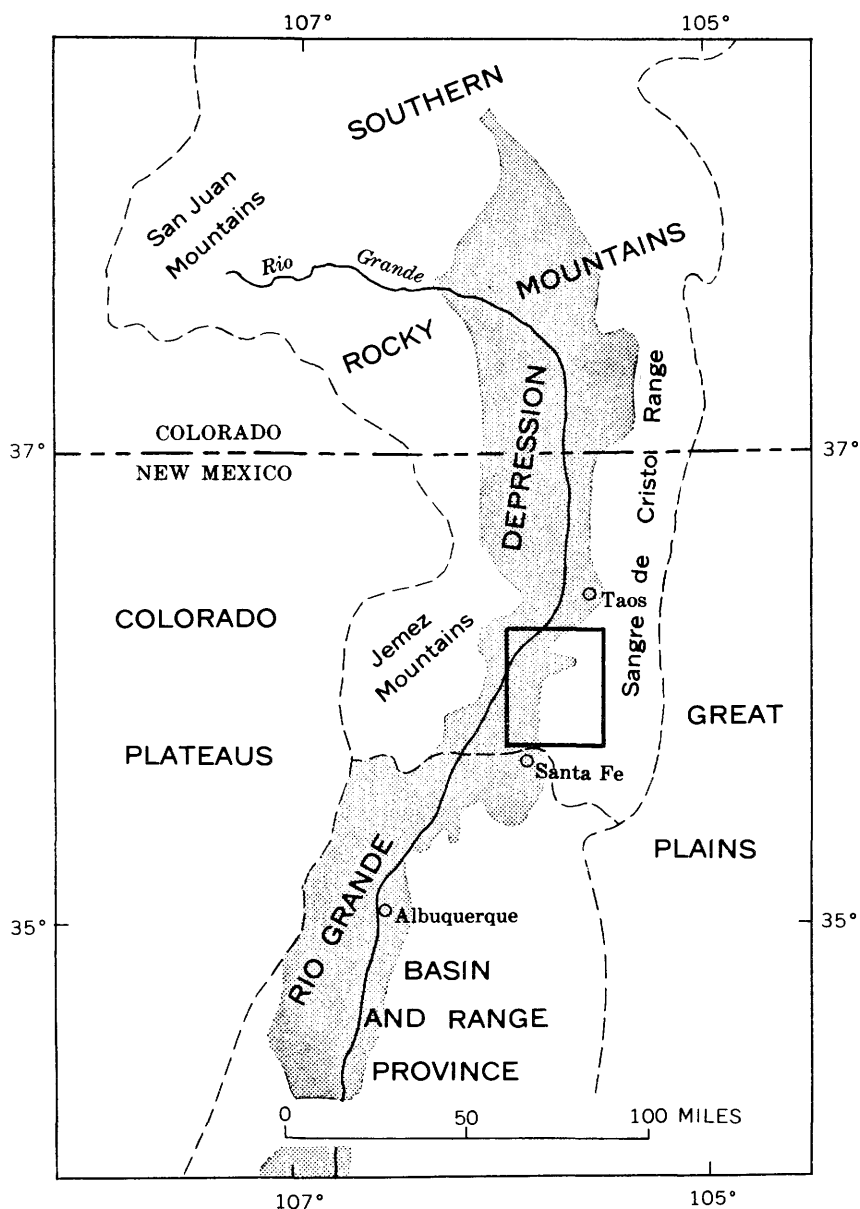 107° 105°
SOUTHERN
San Juan
Mountains
MOUNTAINS
Rio Grande
ROCKY
DEPRESSION
COLORADO
37° 37°
NEW MEXICO
Sangre de Cristol Range
Taos
COLORADO
Jemez
Mountains
GREAT
PLATEAUS
Santa Fe
PLAINS
RIO GRANDE
Albuquerque
35° 35°
BASIN
AND RANGE
PROVINCE
0 50 100 MILES
107° 105°